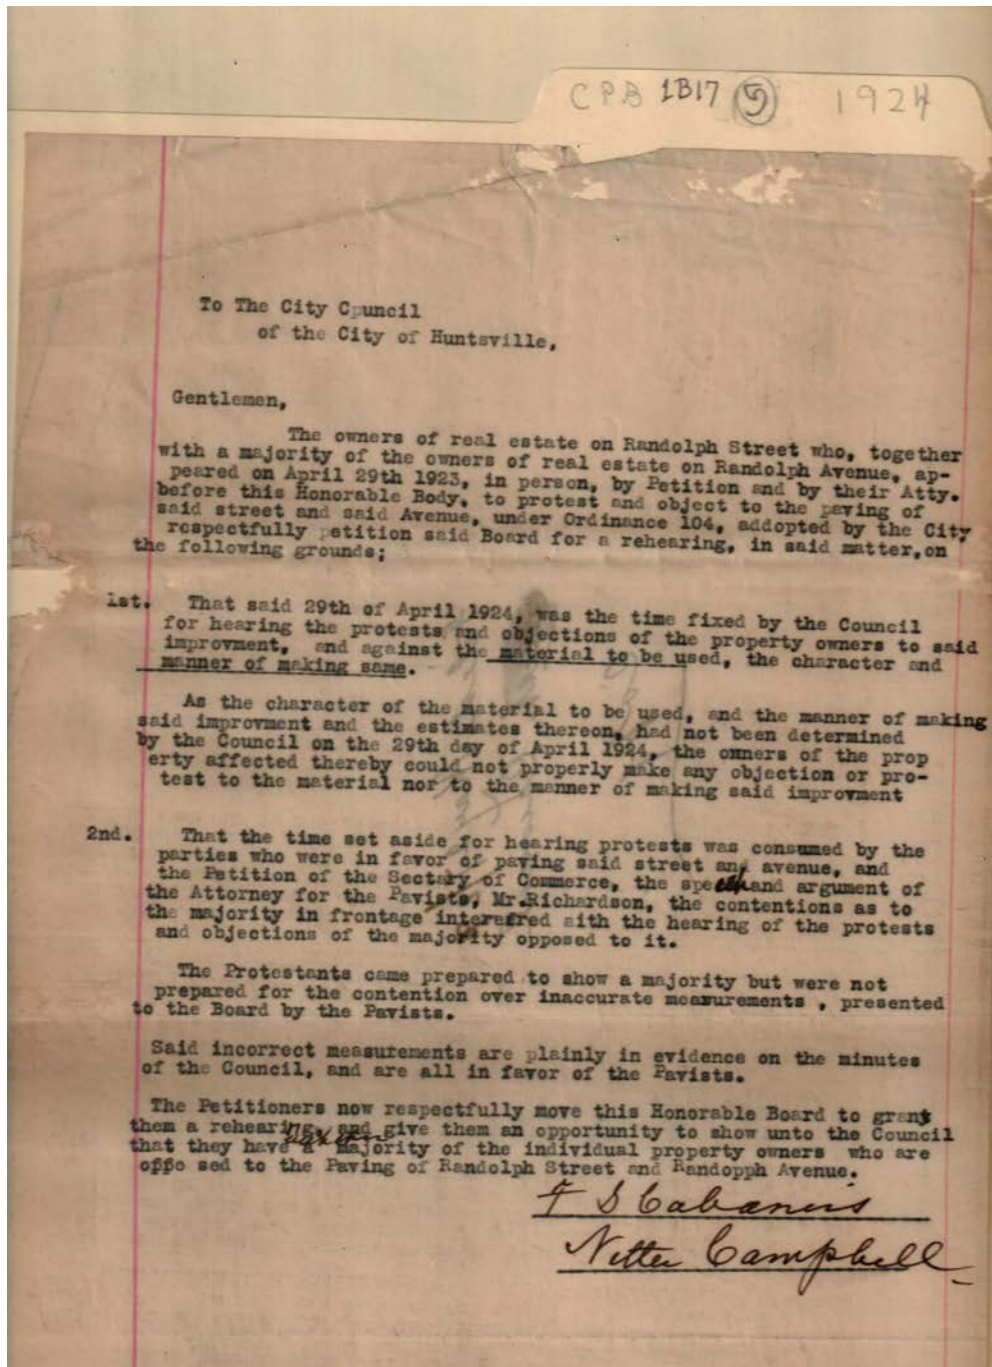 CPB 1B17 5 1924
To The City Cpuncil
of the City of Huntsville,
Gentlemen,
The owners of real estate on Randolph Street who, together
with a majority of the owners of real estate on Randolph Avenue, ap-
peared on April 29th 1923, in person, by Petition and by their Atty.
before this Honorable Body, to protest and object to the paving of
said street and said Avenue, under Ordinance 104, addopted by the City
respectfully petition said Board for a rehearing, in said matter, on
the following grounds;
1st. That said 29th of April 1924, was the time fixed by the Council
for hearing the protests and objections of the property owners to said
improvment, and against the material to be used, the character and
manner of making same.
As the character of the material to be used, and the manner of making
said improvment and the estimates thereon, had not been determined
by the Council on the 29th day of April 1924, the owners of the prop
erty affected thereby could not properly make any objection or pro-
test to the material nor to the manner of making said improvment
2nd. That the time set aside for hearing protests was consumed by the
parties who were in favor of paving said street and avenue, and
the Petition of the Sectary of Commerce, the speech and argument of
the Attorney for the Pavists, Mr.Richardson, the contentions as to
the majority in frontage interefred aith the hearing of the protests
and objections of the majority opposed to it.
The Protestants came prepared to show a majority but were not
prepared for the contention over inaccurate measurements , presented
to the Board by the Pavists.
Said incorrect measurements are plainly in evidence on the minutes
of the Council, and are all in favor of the Pavists.
The Petitioners now respectfully move this Honorable Board to grant
them a rehearing, and give them an opportunity to show unto the Council
that they have a majority of the individual property owners who are
oppo sed to the Paving of Randolph Street and Randopph Avenue.
F S Cabaniss
Campbell